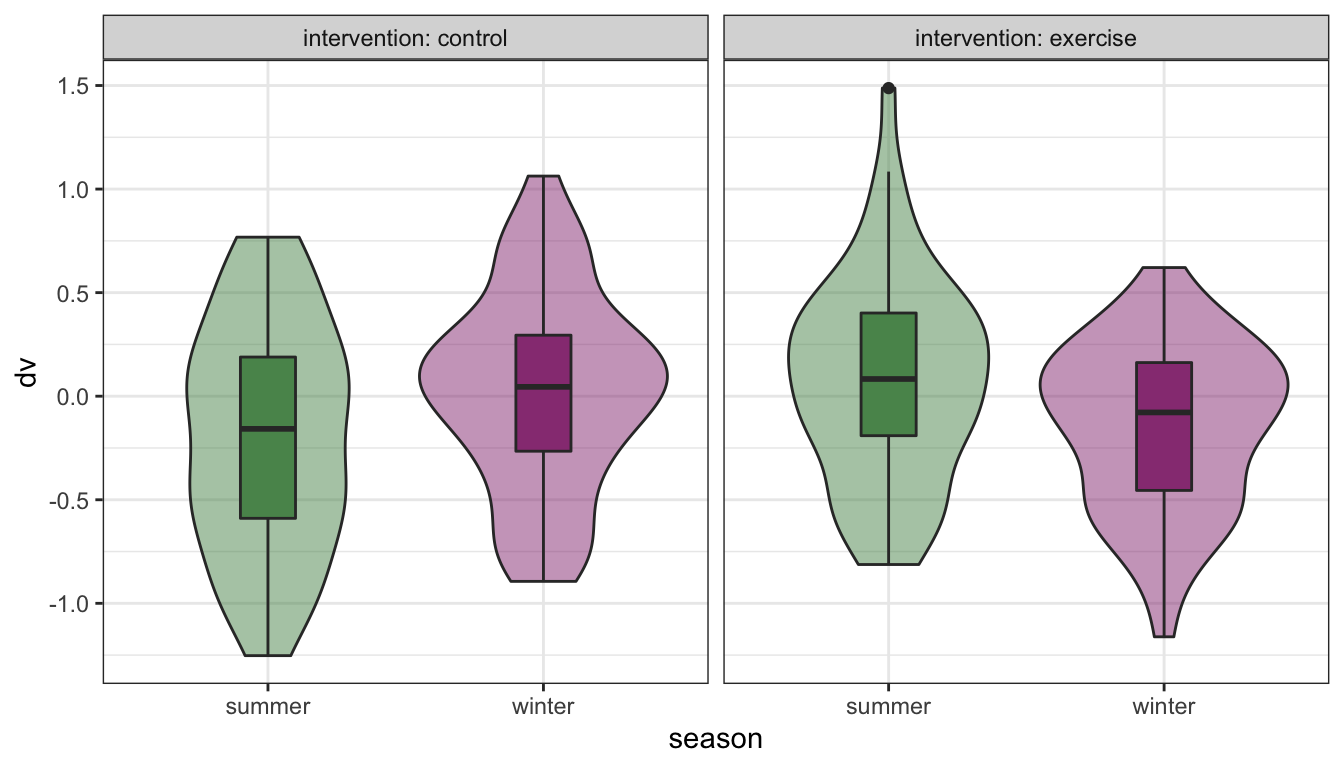 intervention: control
intervention: exercise
dv
1.5
1.0
0.5
0.0
-0.5
-1.0
summer
winter
summer
winter
season